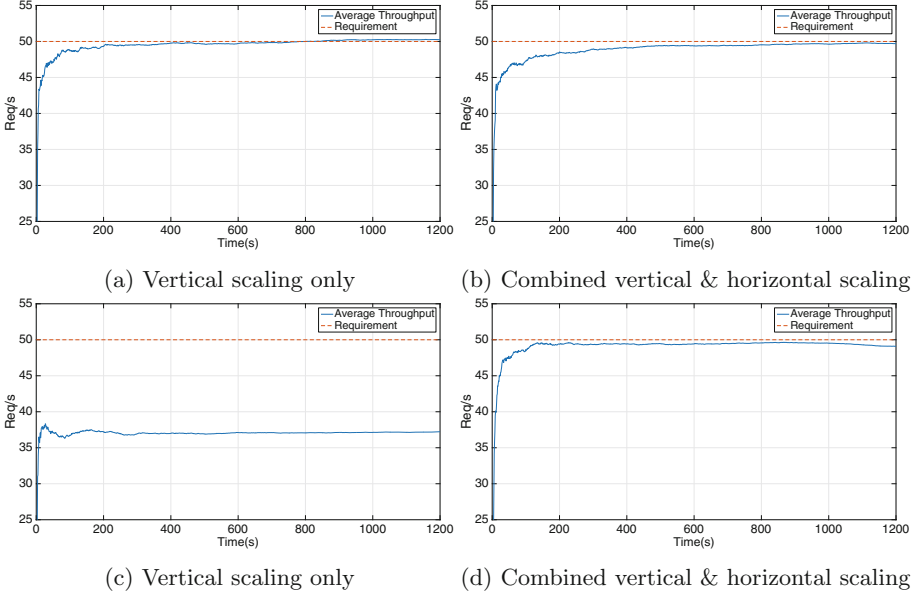 55
50
45
40
35
30
25
Req/s
0 200 400 600 800 1000 1200
Time(s)
Average Throughput
Requirement
(a) Vertical scaling only
55
50
45
40
35
30
25
Req/s
0 200 400 600 800 1000 1200
Time(s)
Average Throughput
Requirement
(b) Combined vertical & horizontal scaling
55
50
45
40
35
30
25
Req/s
0 200 400 600 800 1000 1200
Time(s)
Average Throughput
Requirement
(c) Vertical scaling only
55
50
45
40
35
30
25
Req/s
0 200 400 600 800 1000 1200
Time(s)
Average Throughput
Requirement
(d) Combined vertical & horizontal scaling